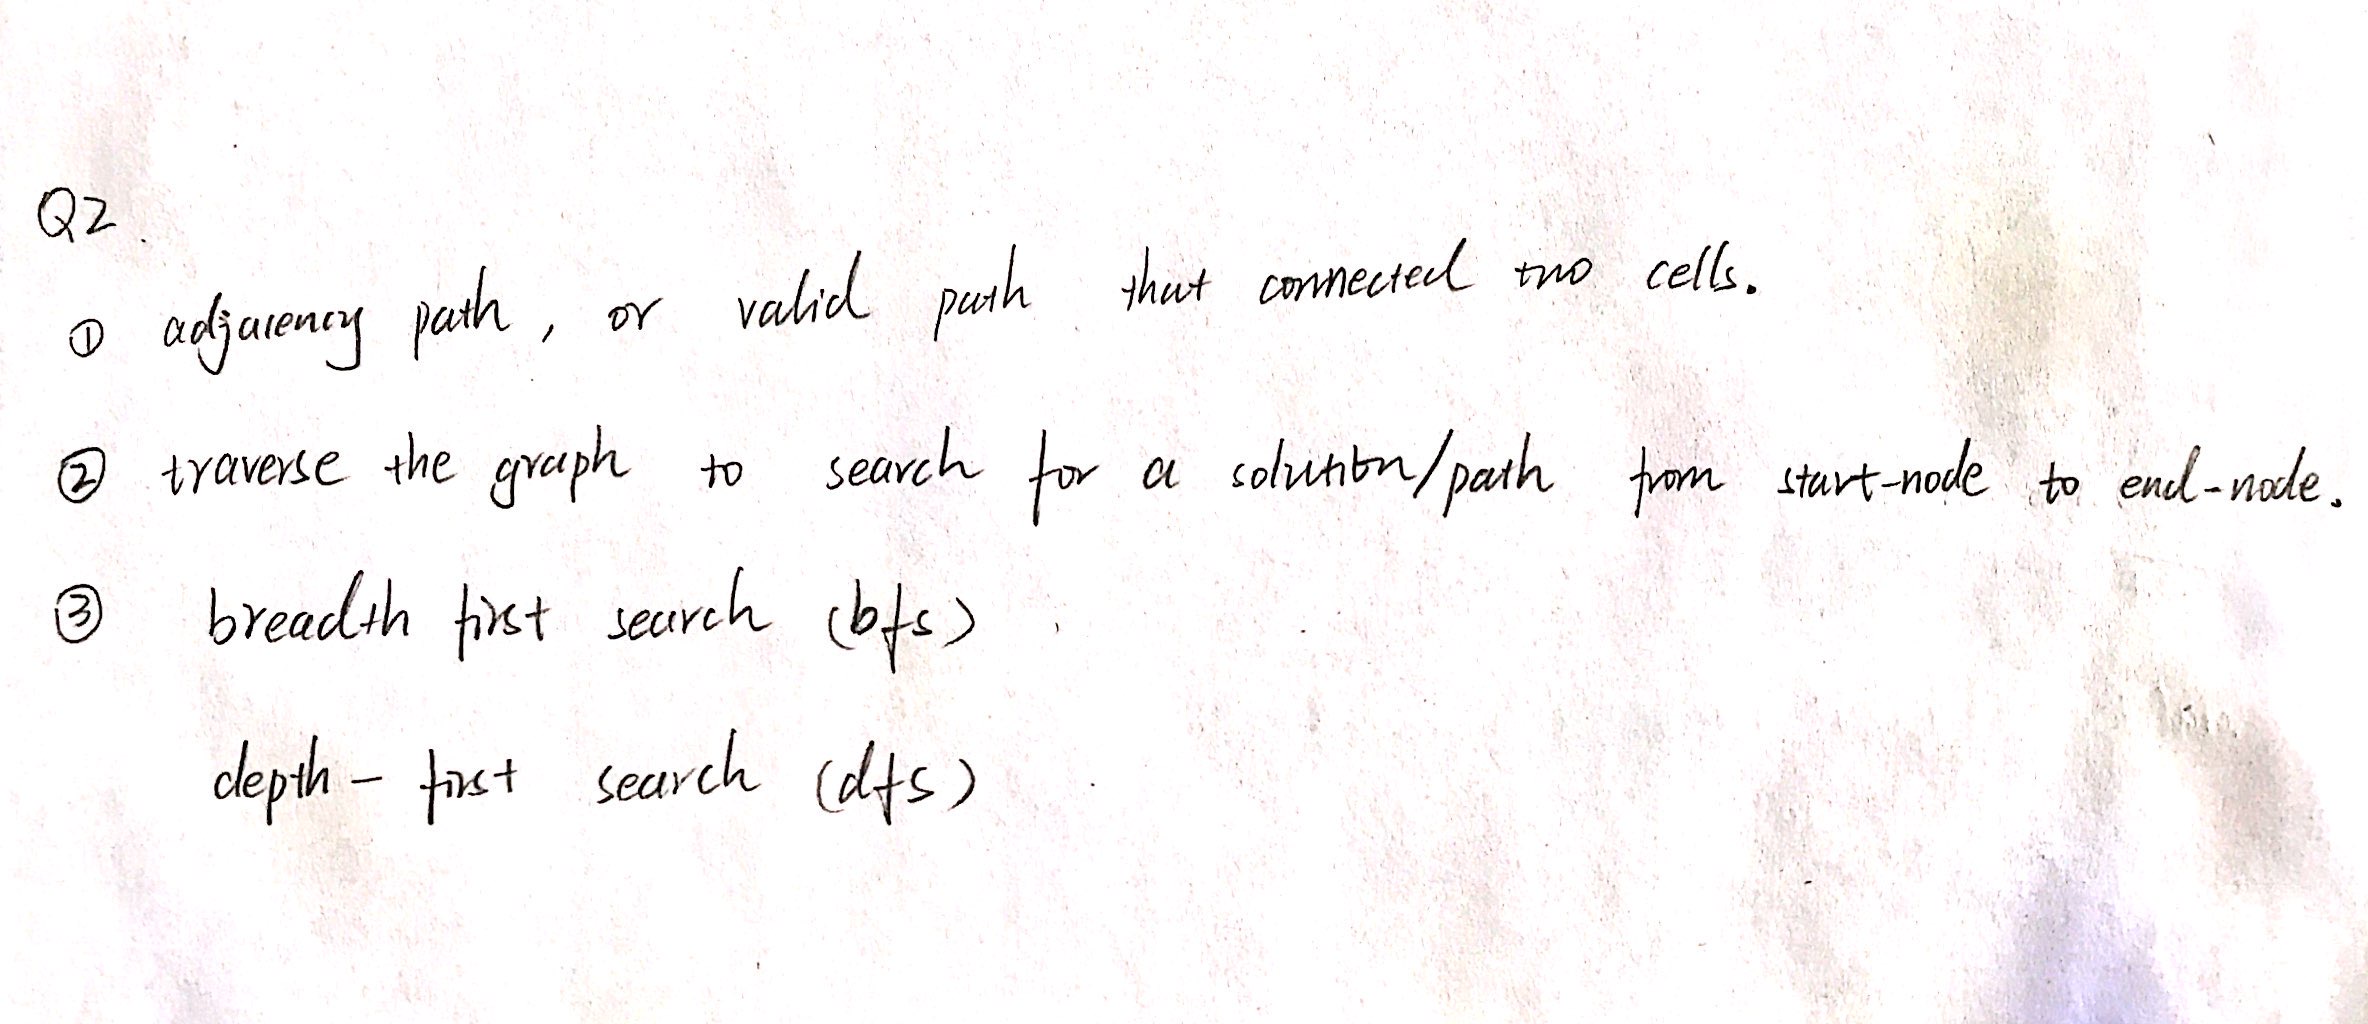 Q2.
① adjacency path, or valid path that connected two cells.
② traverse the graph to search for a solution/path from start-node to end-node.
③ breadth first search (bfs)
depth-first search (dfs)